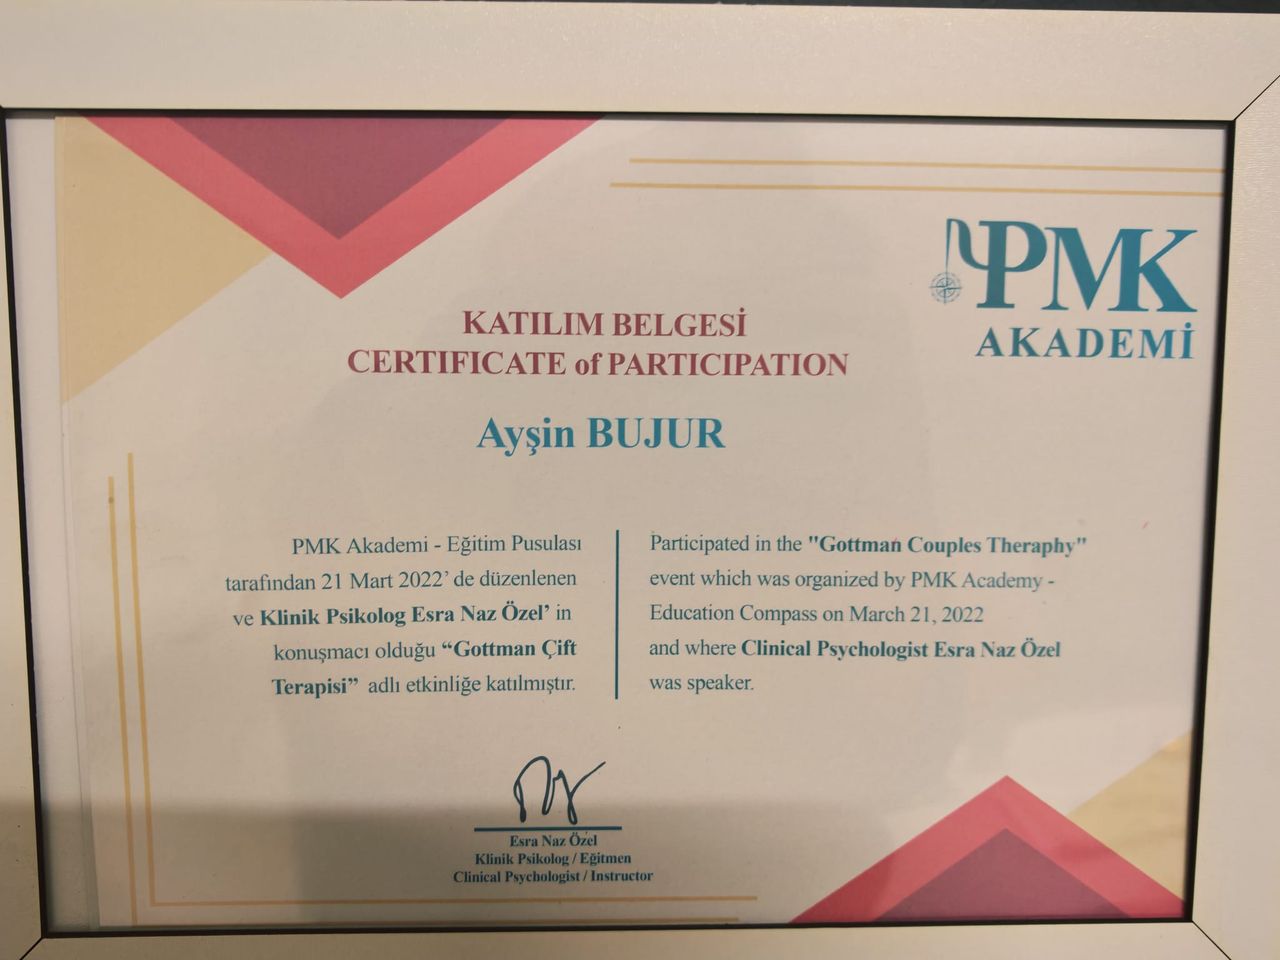 PMK
AKADEMİ
KATILIM BELGESİ
CERTIFICATE of PARTICIPATION
Ayşin BUJUR
PMK Akademi - Eğitim Pusulası
tarafından 21 Mart 2022' de düzenlenen
ve Klinik Psikolog Esra Naz Özel' in
konuşmacı olduğu “Gottman Çift
Terapisi” adlı etkinliğe katılmıştır.
Participated in the "Gottman Couples Theraphy"
event which was organized by PMK Academy -
Education Compass on March 21, 2022
and where Clinical Psychologist Esra Naz Özel
was speaker.
Esra Naz Özel
Klinik Psikolog / Eğitmen
Clinical Psychologist / Instructor